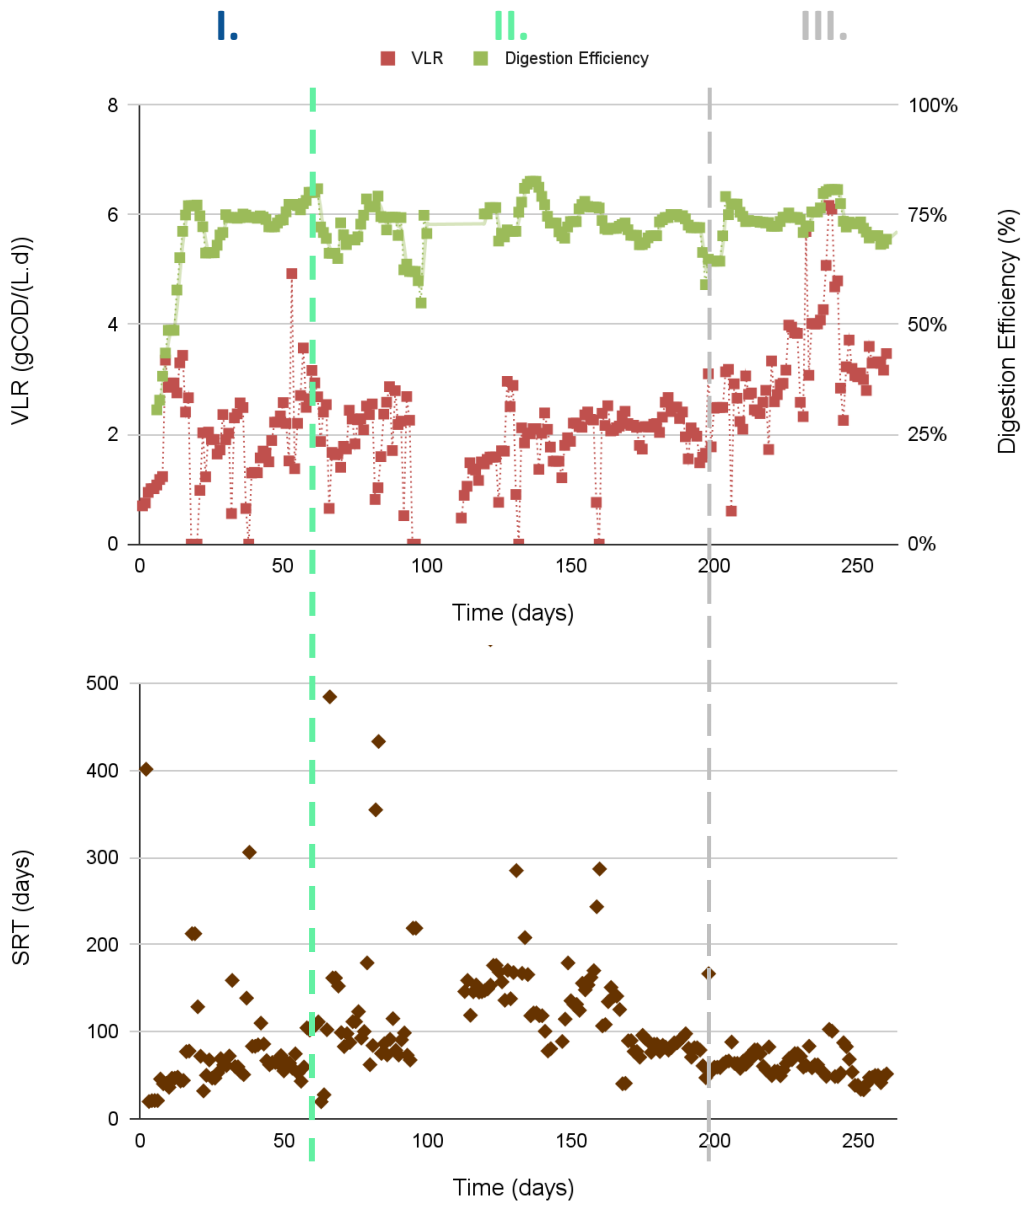 I. II. III.
VLR Digestion Efficiency
8 100%
6 75%
4 50%
2 25%
0 0%
0 50 100 150 200 250
Time (days)
VLR (gCOD/(L.d))
Digestion Efficiency (%)
500
400
300
200
100
0
0 50 100 150 200 250
Time (days)
SRT (days)